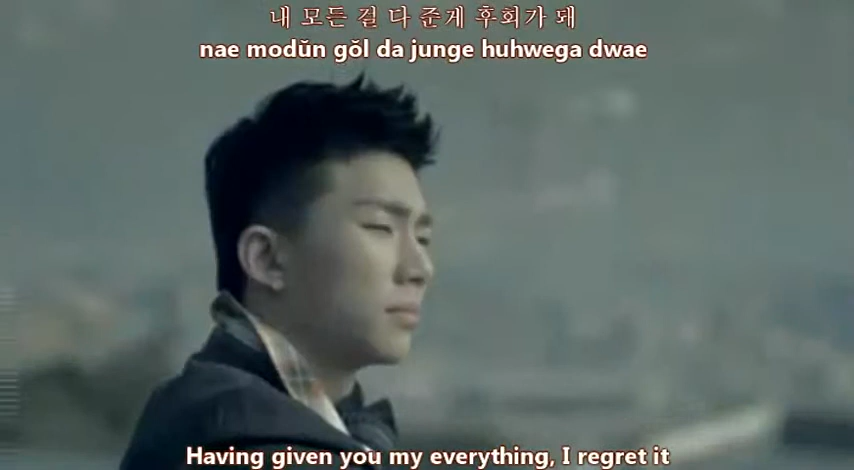 내 모든 걸 다 준게 후회가 돼
nae modŭn gŏl da junge huhwega dwae
Having given you my everything, I regret it